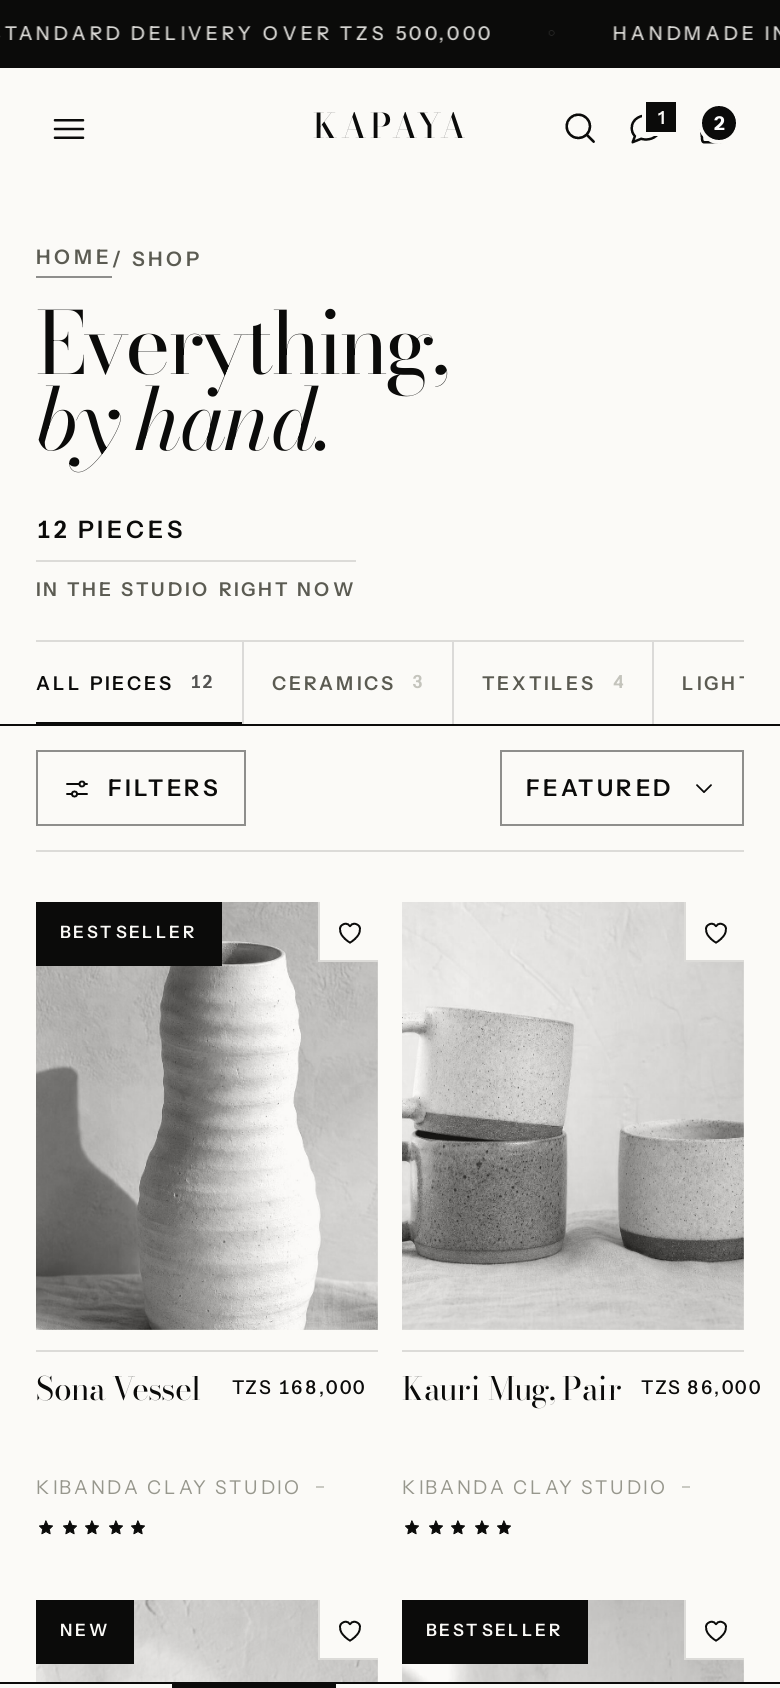 TANDARD DELIVERY OVER TZS 500,000 HANDMADE IN
KAPAYA
1
2
HOME / SHOP
Everything,
by hand.
12 PIECES
IN THE STUDIO RIGHT NOW
ALL PIECES 12 CERAMICS 3 TEXTILES 4 LIGHT
FILTERS FEATURED
BESTSELLER
Sona Vessel TZS 168,000
Kauri Mug, Pair TZS 86,000
KIBANDA CLAY STUDIO –
KIBANDA CLAY STUDIO –
NEW
BESTSELLER